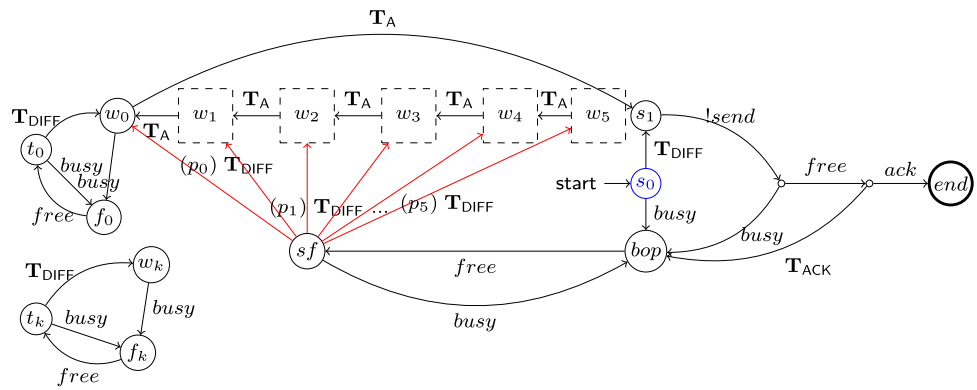 T_A
T_A T_A T_A T_A
w_0 w_1 w_2 w_3 w_4 w_5 s_1 !send
T_DIFF T_A
t_0 busy T_DIFF
busy (p_0) T_DIFF free ack
start s_0 end
free f_0 (p_1) T_DIFF ... (p_5) T_DIFF busy
busy
sf bop
w_k free T_ACK
T_DIFF
busy
t_k busy busy
f_k
free